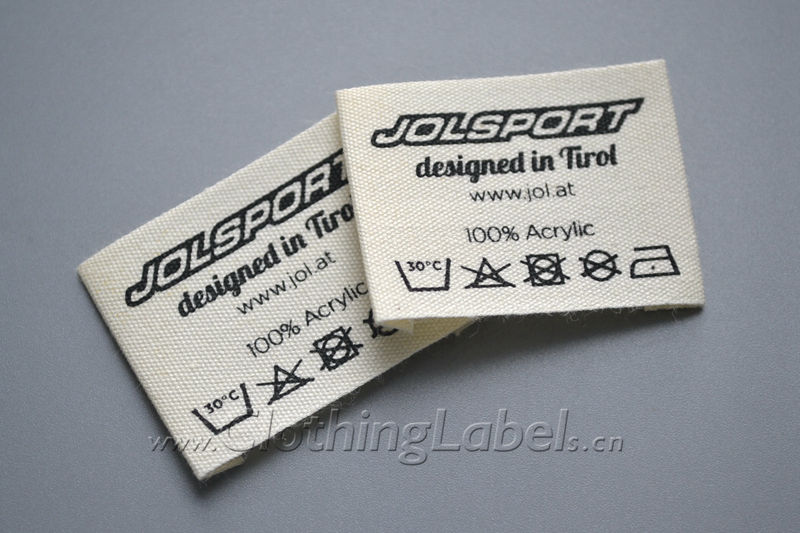 JOLSPORT
designed in Tirol
www.jol.at
100% Acrylic
30°C
JOLSPORT
designed in Tirol
www.jol.at
100% Acrylic
30°C
www.ClothingLabels.cn